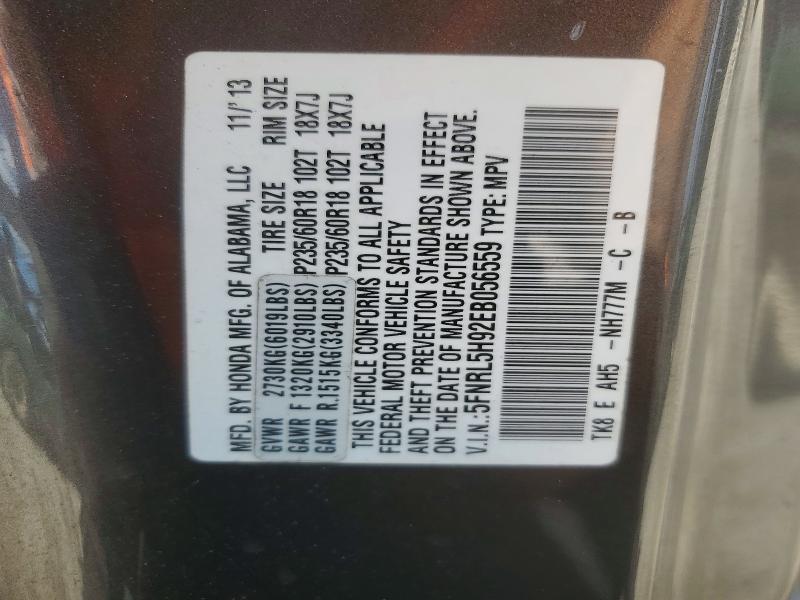 MFD. BY HONDA MFG. OF ALABAMA, LLC 11/'13
GVWR 2730KG(6019LBS) TIRE SIZE RIM SIZE
GAWR F 1320KG(2910LBS) P235/60R18 102T 18X7J
GAWR R.1515KG(3340LBS) P235/60R18 102T 18X7J
THIS VEHICLE CONFORMS TO ALL APPLICABLE
FEDERAL MOTOR VEHICLE SAFETY
AND THEFT PREVENTION STANDARDS IN EFFECT
ON THE DATE OF MANUFACTURE SHOWN ABOVE.
V.I.N.:5FNRL5H92EB056559 TYPE: MPV
TK8 E AH5 -NH777M -C -B